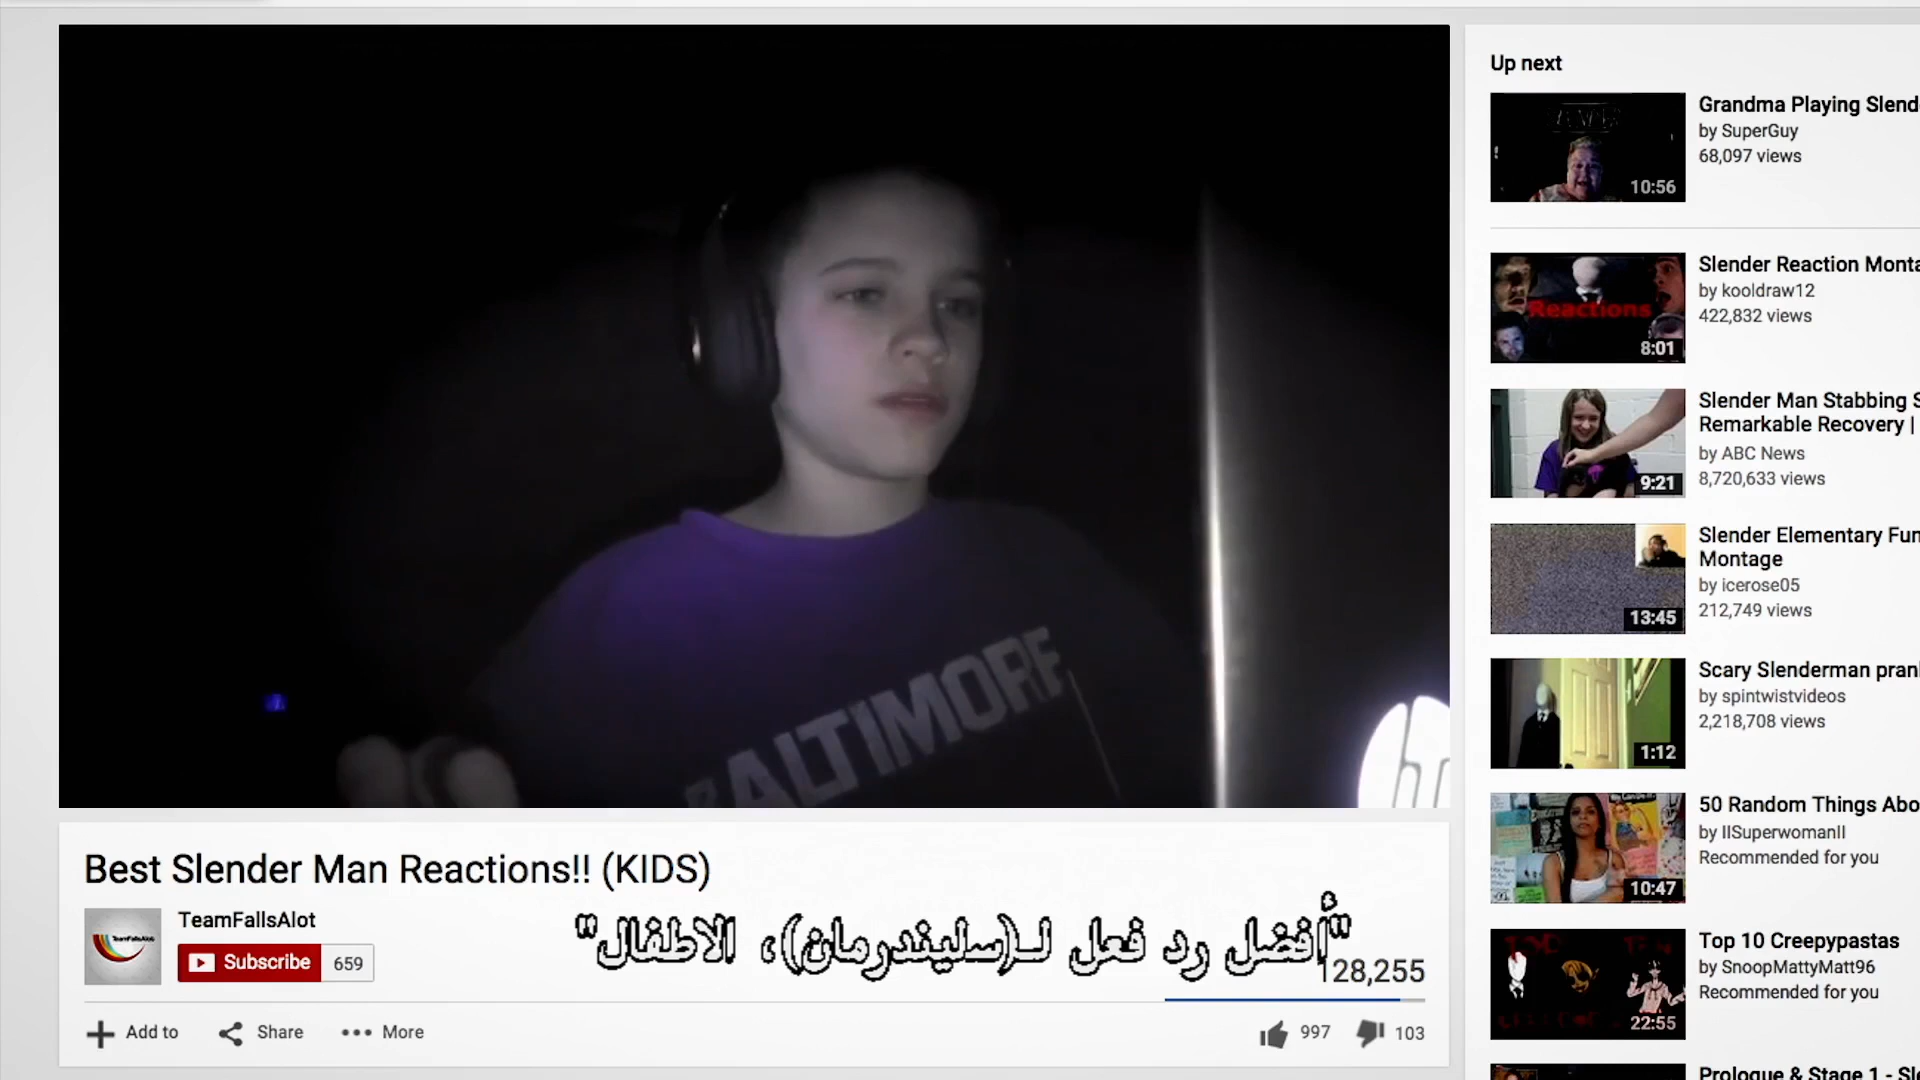 BALTIMORE
hp
Best Slender Man Reactions!! (KIDS)
TeamFallsAlot
TeamFallsAlot
Subscribe 659
"أفضل رد فعل لـ(سليندرمان)، الاطفال"
128,255
Add to
Share
More
997
103
Up next
Grandma Playing Slend
by SuperGuy
68,097 views
10:56
Slender Reaction Monta
by kooldraw12
422,832 views
Reactions
8:01
Slender Man Stabbing S
Remarkable Recovery |
by ABC News
8,720,633 views
9:21
Slender Elementary Fun
Montage
by icerose05
212,749 views
13:45
Scary Slenderman pran
by spintwistvideos
2,218,708 views
1:12
50 Random Things Abo
by IISuperwomanII
Recommended for you
10:47
Top 10 Creepypastas
by SnoopMattyMatt96
Recommended for you
22:55
Prologue & Stage 1 - Sle